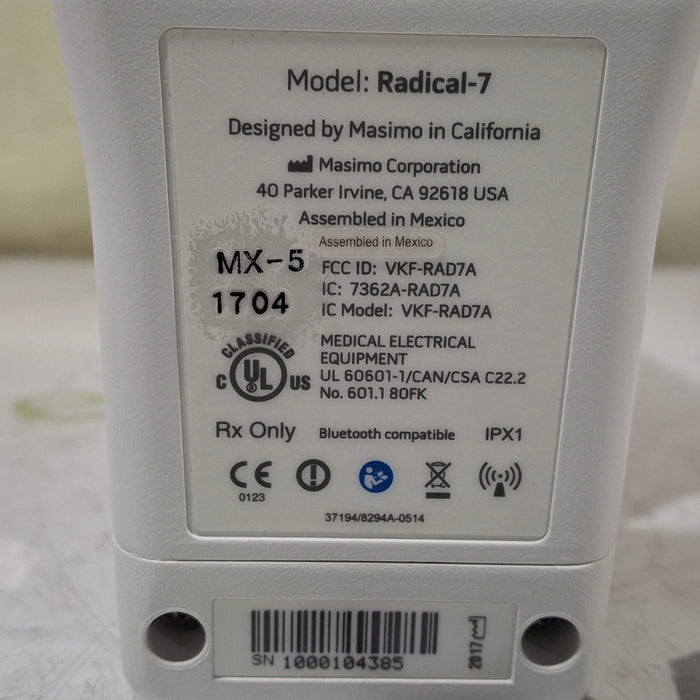 Model: Radical-7
Designed by Masimo in California
Masimo Corporation
40 Parker Irvine, CA 92618 USA
Assembled in Mexico
Assembled in Mexico
MX-5
1704
FCC ID: VKF-RAD7A
IC: 7362A-RAD7A
IC Model: VKF-RAD7A
CLASSIFIED
C UL US
MEDICAL ELECTRICAL
EQUIPMENT
UL 60601-1/CAN/CSA C22.2
No. 601.1 80FK
Rx Only Bluetooth compatible IPX1
CE
0123
37194/8294A-0514
SN 1000104385
2017